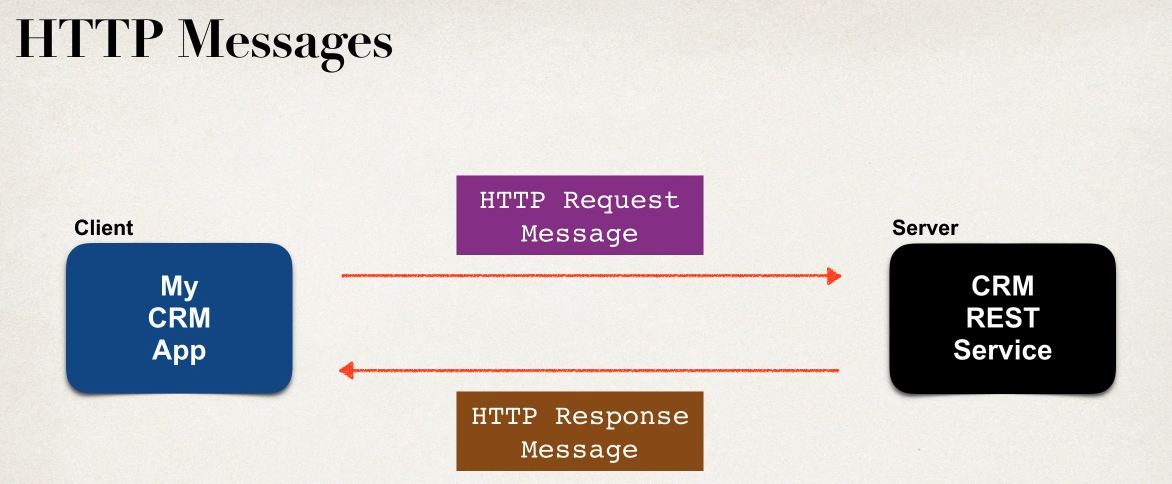 HTTP Messages
HTTP Request
Message
Client
Server
My
CRM
App
CRM
REST
Service
HTTP Response
Message